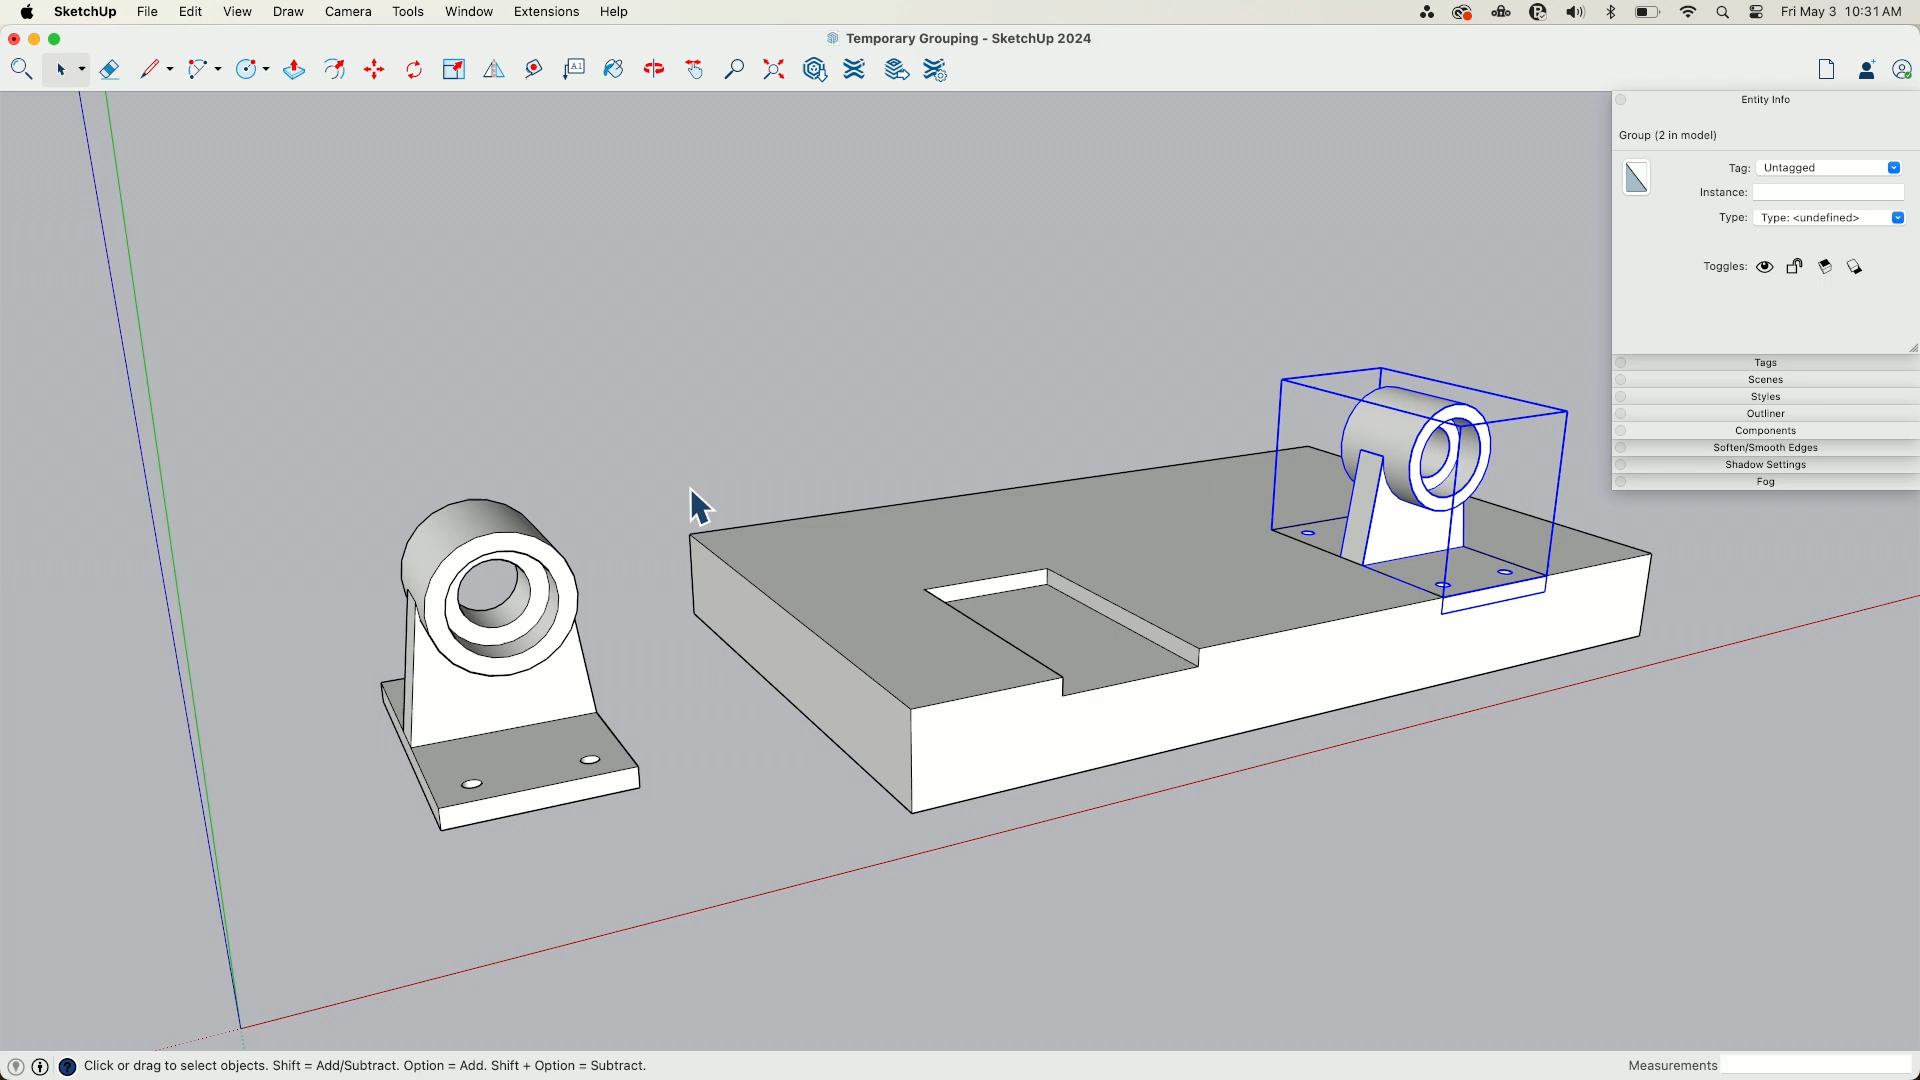 SketchUp File Edit View Draw Camera Tools Window Extensions Help Fri May 3 10:31 AM
Temporary Grouping - SketchUp 2024
A1
Entity Info
Group (2 in model)
Tag: Untagged
Instance:
Type: Type: <undefined>
Toggles:
Tags
Scenes
Styles
Outliner
Components
Soften/Smooth Edges
Shadow Settings
Fog
Click or drag to select objects. Shift = Add/Subtract. Option = Add. Shift + Option = Subtract. Measurements